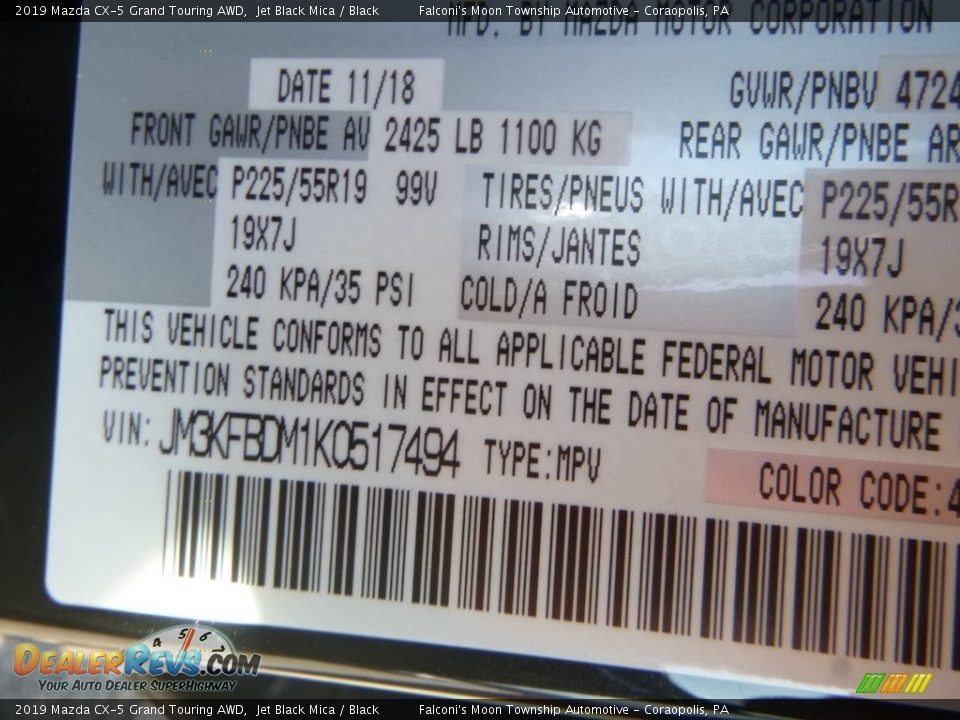 2019 Mazda CX-5 Grand Touring AWD, Jet Black Mica / Black Falconi's Moon Township Automotive - Coraopolis, PA
MFD. BY MAZDA MOTOR CORPORATION
DATE 11/18 GVWR/PNBV 4724
FRONT GAWR/PNBE AV 2425 LB 1100 KG REAR GAWR/PNBE AR
WITH/AVEC P225/55R19 99V TIRES/PNEUS WITH/AVEC P225/55R
19X7J RIMS/JANTES 19X7J
240 KPA/35 PSI COLD/A FROID 240 KPA/3
THIS VEHICLE CONFORMS TO ALL APPLICABLE FEDERAL MOTOR VEHI
PREVENTION STANDARDS IN EFFECT ON THE DATE OF MANUFACTURE
VIN: JM3KFBDM1K0517494 TYPE:MPV COLOR CODE:4
4 5 6 7
DealerRevs.com
Your Auto Dealer SuperHighway
2019 Mazda CX-5 Grand Touring AWD, Jet Black Mica / Black Falconi's Moon Township Automotive - Coraopolis, PA